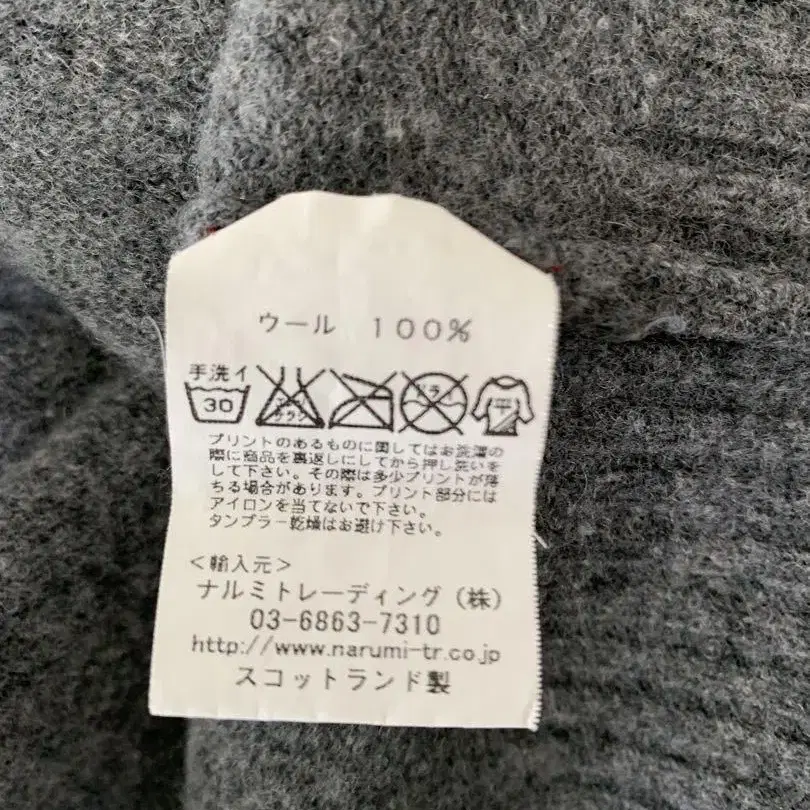 ウール 100%
手洗イ
30
エンソ
サラシ
ドライ
平
プリントのあるものに関してはお洗濯の
際に商品を裏返しにしてから押し洗いを
して下さい。その際は多少プリントが落
ちる場合があります。プリント部分には
アイロンを当てないで下さい。
タンブラー乾燥はお避け下さい。
<輸入元>
ナルミトレーディング(株)
03-6863-7310
http://www.narumi-tr.co.jp
スコットランド製